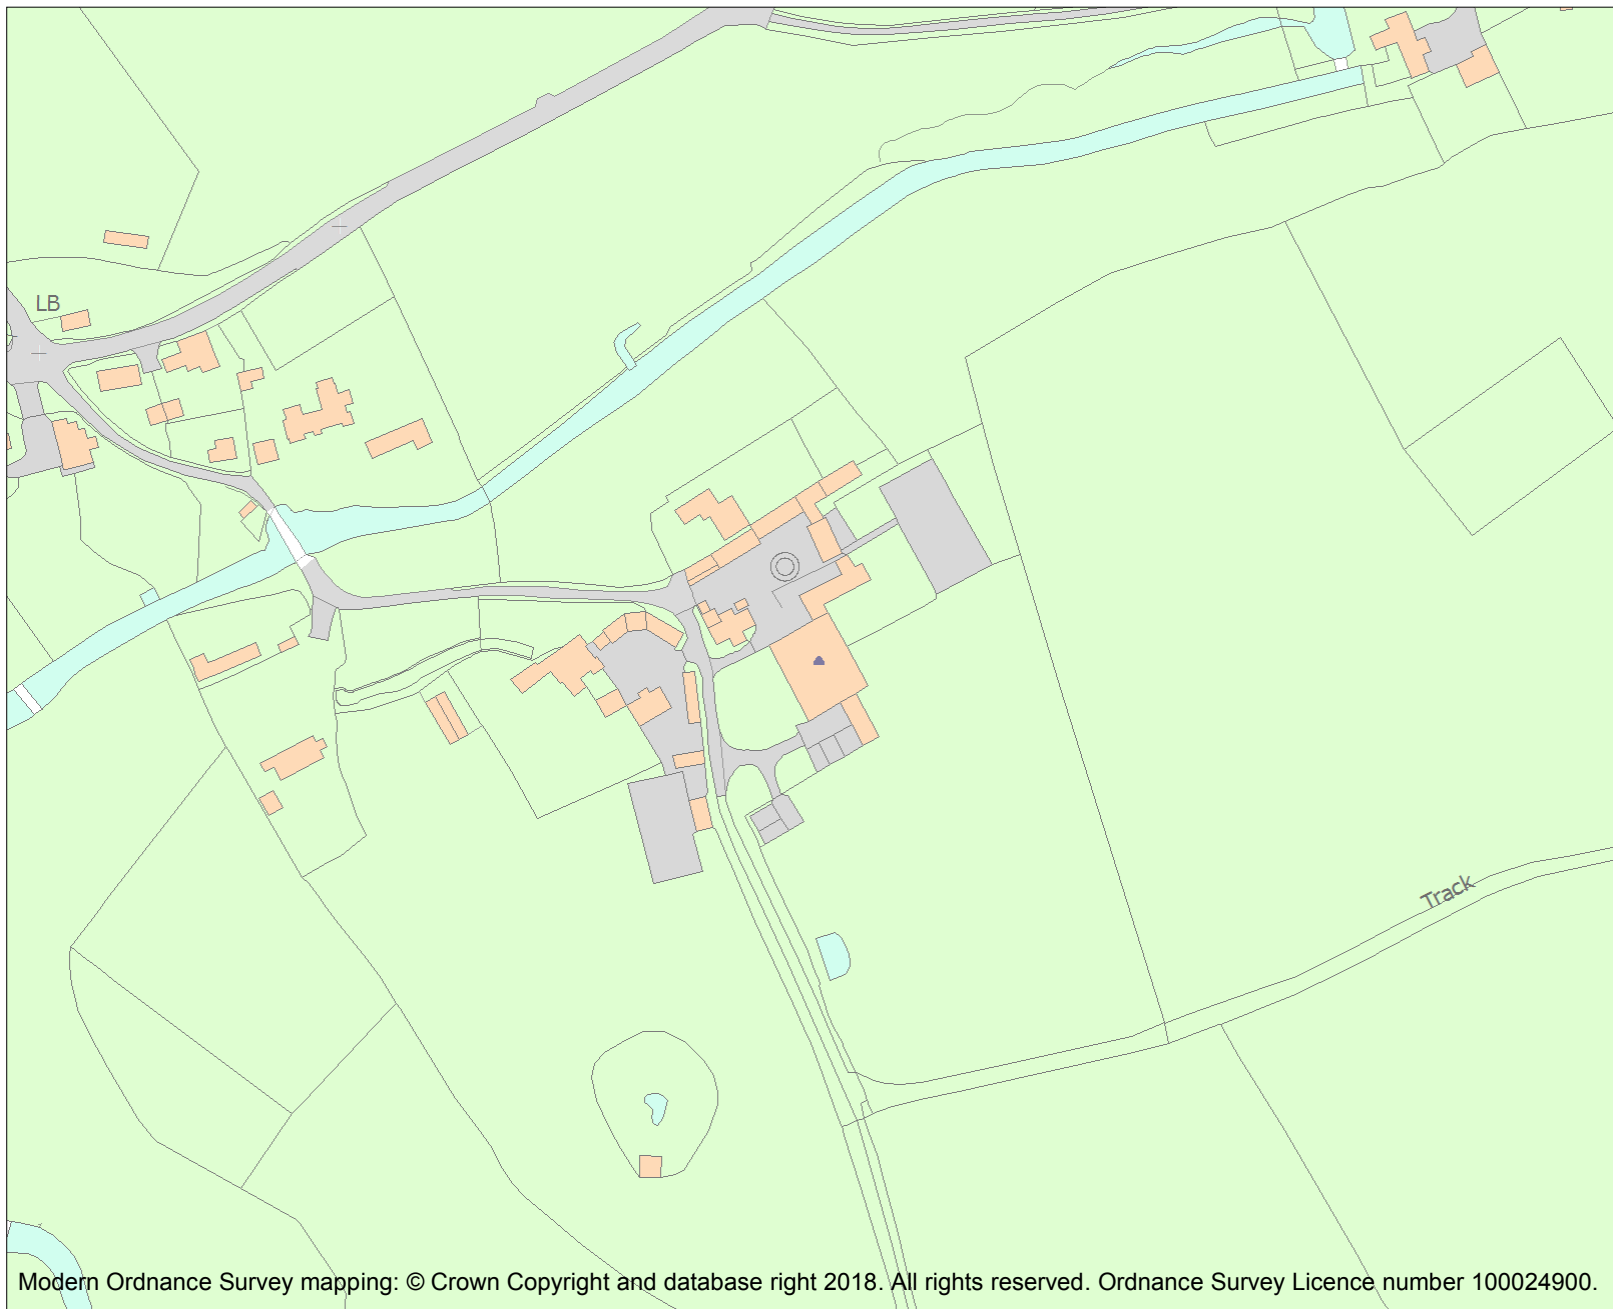 LB
Track
Modern Ordnance Survey mapping: © Crown Copyright and database right 2018. All rights reserved. Ordnance Survey Licence number 100024900.